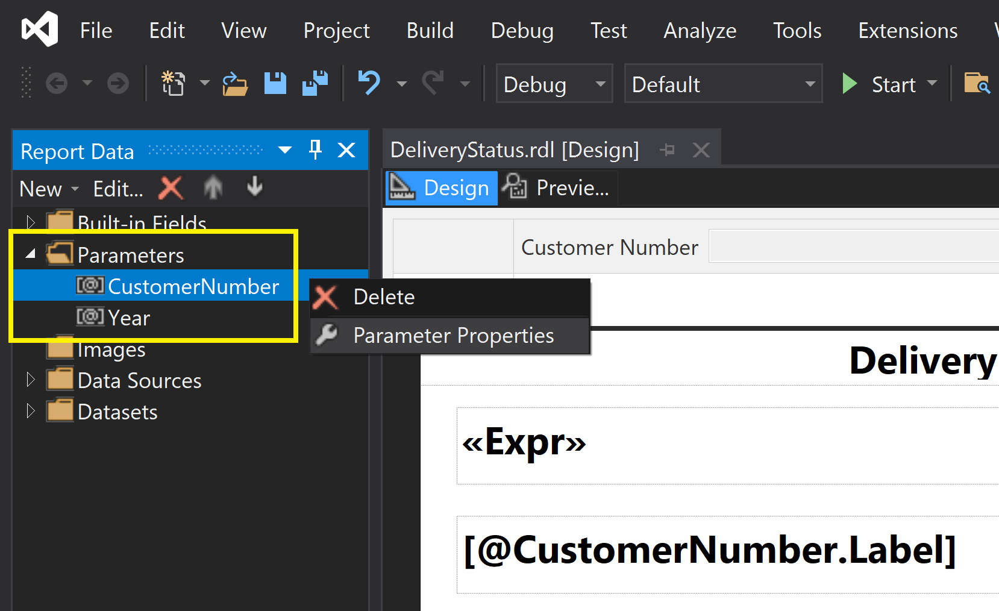 File Edit View Project Build Debug Test Analyze Tools Extensions
Debug Default Start
Report Data
DeliveryStatus.rdl [Design]
New Edit...
Design Previe...
Built-in Fields
Parameters
CustomerNumber
Year
Images
Data Sources
Datasets
Delete
Parameter Properties
Customer Number
Delivery
«Expr»
[@CustomerNumber.Label]